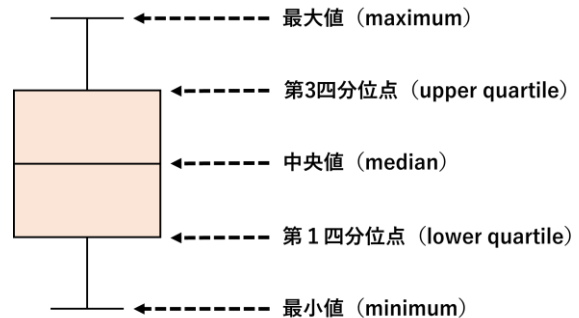 最大値（maximum）
第3四分位点（upper quartile）
中央値（median）
第１四分位点（lower quartile）
最小値（minimum）